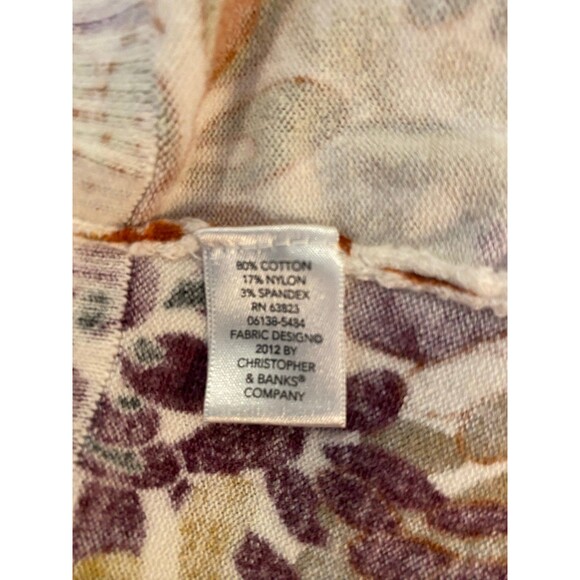 80% COTTON
17% NYLON
3% SPANDEX
RN 63823
06138-5484
FABRIC DESIGN©
2012 BY
CHRISTOPHER
& BANKS®
COMPANY